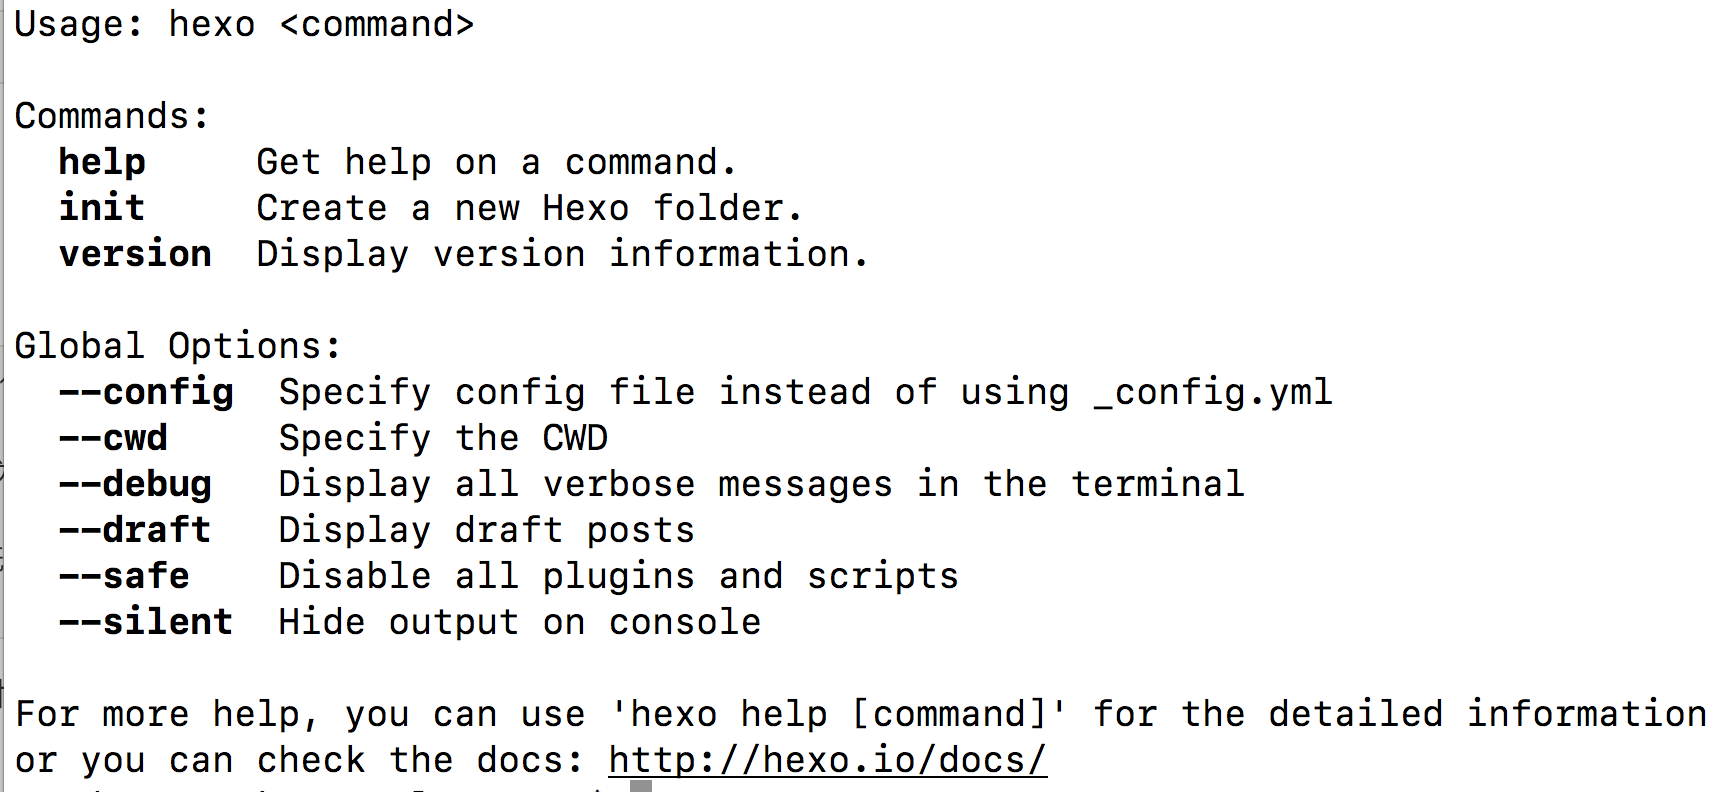 Usage: hexo <command>
Commands:
help Get help on a command.
init Create a new Hexo folder.
version Display version information.
Global Options:
--config Specify config file instead of using _config.yml
--cwd Specify the CWD
--debug Display all verbose messages in the terminal
--draft Display draft posts
--safe Disable all plugins and scripts
--silent Hide output on console
For more help, you can use 'hexo help [command]' for the detailed information
or you can check the docs: http://hexo.io/docs/